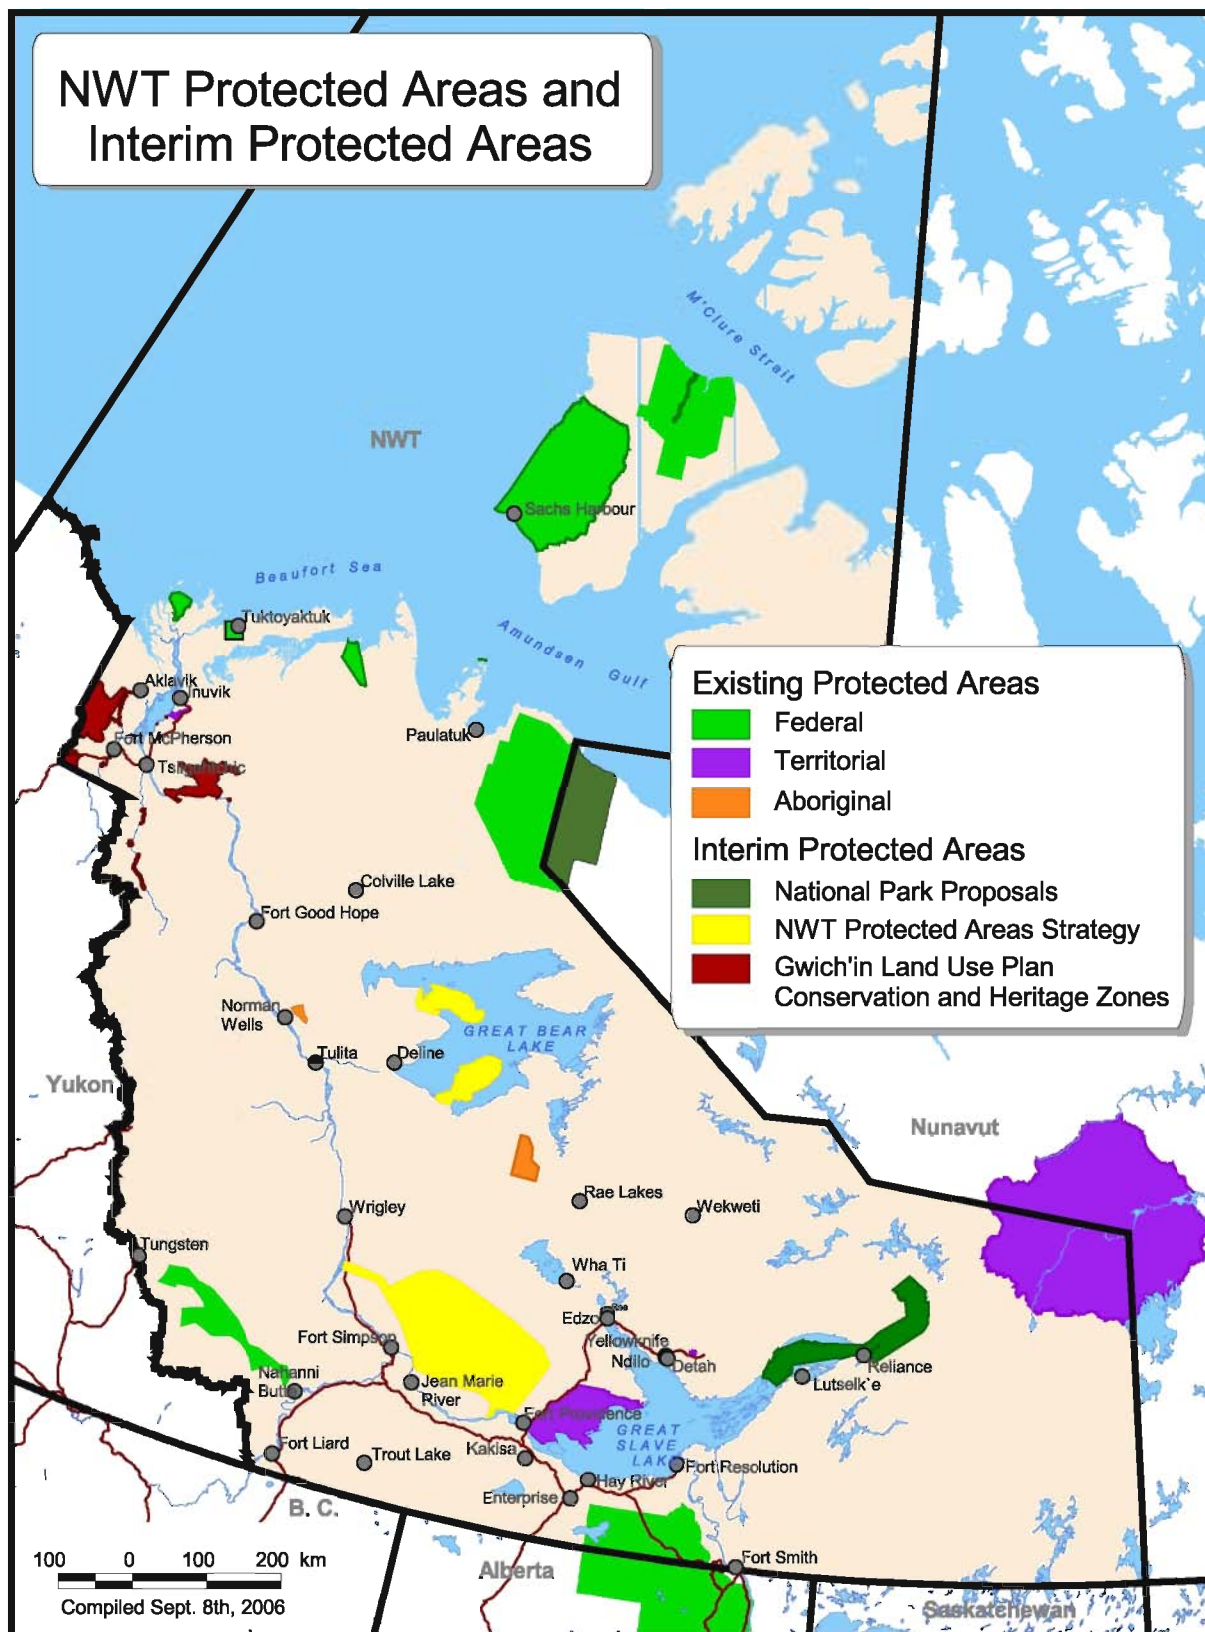 NWT Protected Areas and
Interim Protected Areas
M'Clure Strait
NWT
Sachs Harbour
Beaufort Sea
Tuktoyaktuk
Amundsen Gulf
Aklavik
Inuvik
Paulatuk
Fort McPherson
Existing Protected Areas
Federal
Territorial
Aboriginal
Interim Protected Areas
National Park Proposals
NWT Protected Areas Strategy
Gwich'in Land Use Plan
Conservation and Heritage Zones
Colville Lake
Fort Good Hope
Norman
Wells
GREAT BEAR
LAKE
Tulita
Deline
Yukon
Nunavut
Rae Lakes
Wekweti
Wrigley
Tungsten
Wha Ti
Rae
Edzo
Fort Simpson
Yellowknife
Ndilo
Detah
Reliance
Lutselk`e
Nahanni
Butte
Jean Marie
River
Fort Providence
GREAT
SLAVE
LAKE
Fort Liard
Trout Lake
Kakisa
Fort Resolution
Hay River
Enterprise
B. C.
Alberta
Fort Smith
Saskatchewan
100 0 100 200 km
Compiled Sept. 8th, 2006